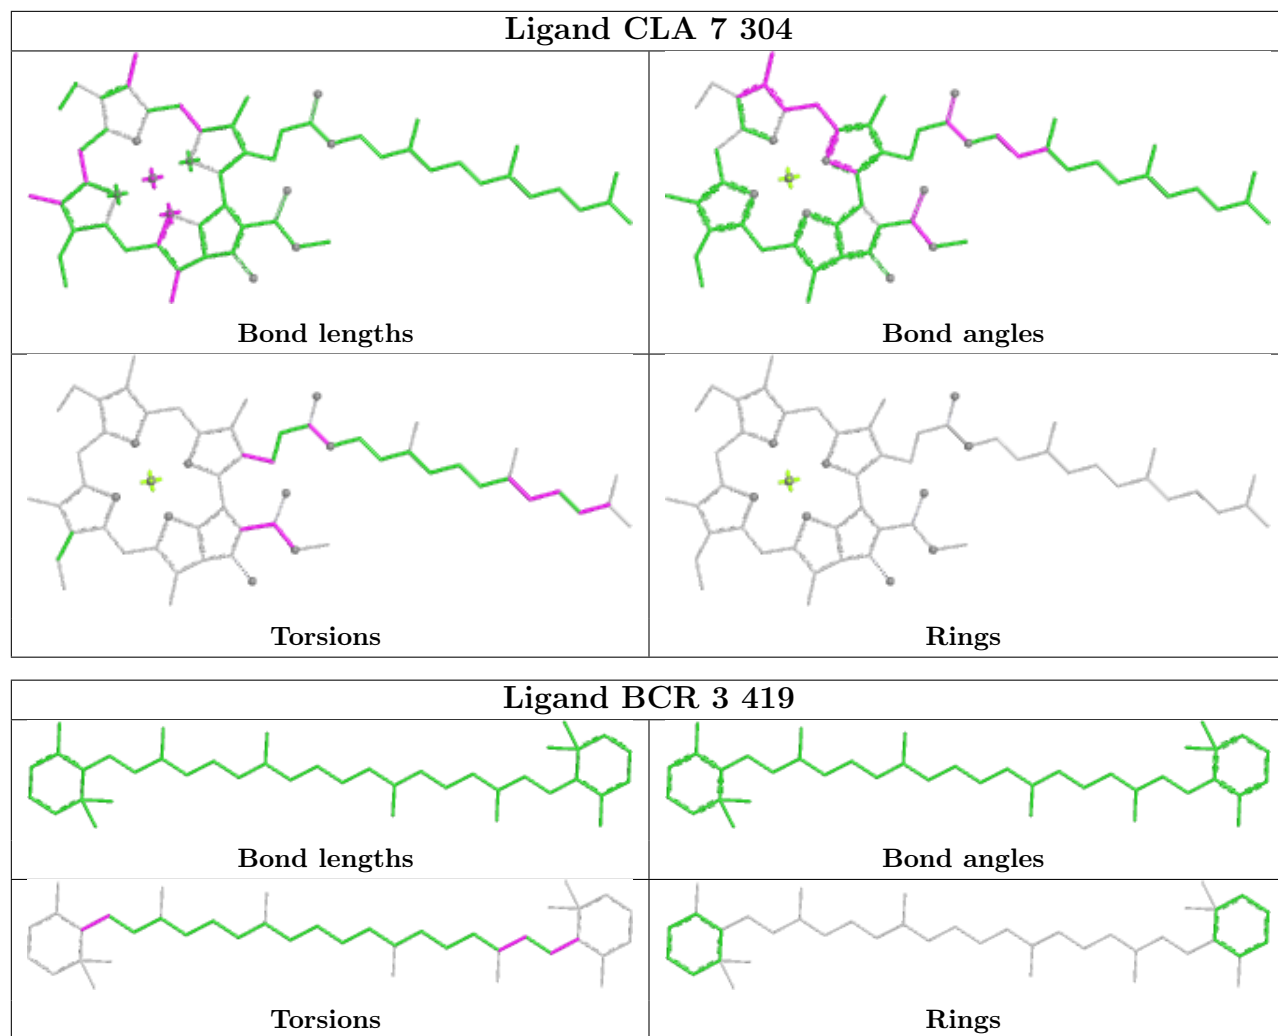 Ligand CLA 7 304
Bond lengths
Bond angles
Torsions
Rings
Ligand BCR 3 419
Bond lengths
Bond angles
Torsions
Rings